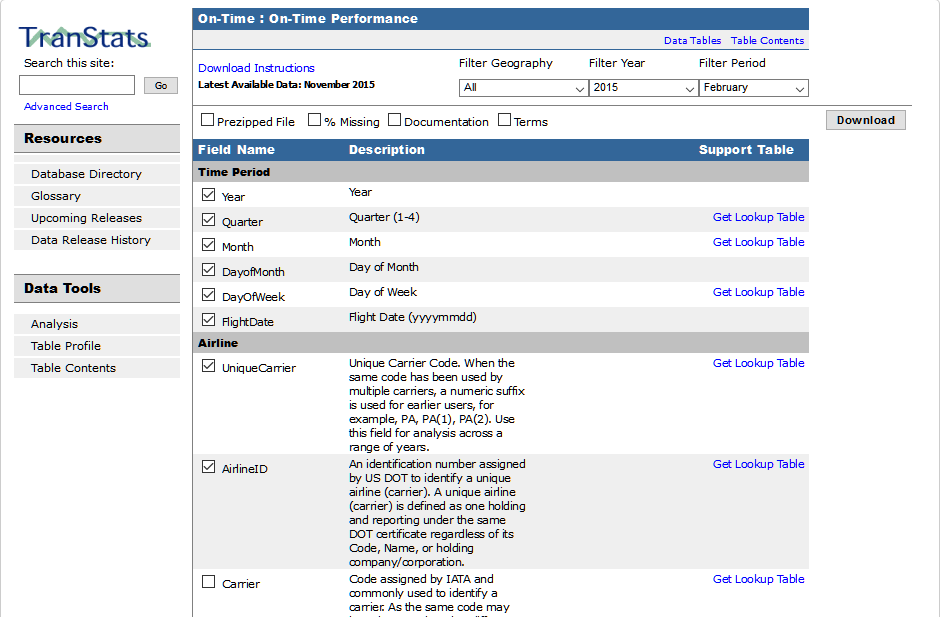 On-Time : On-Time Performance
TranStats
Data Tables Table Contents
Search this site:
Go
Advanced Search
Download Instructions
Latest Available Data: November 2015
Filter Geography Filter Year Filter Period
All 2015 February
Prezipped File % Missing Documentation Terms
Download
Resources
Database Directory
Glossary
Upcoming Releases
Data Release History
Data Tools
Analysis
Table Profile
Table Contents
Field Name Description Support Table
Time Period
Year Year
Quarter Quarter (1-4) Get Lookup Table
Month Month Get Lookup Table
DayofMonth Day of Month
DayOfWeek Day of Week Get Lookup Table
FlightDate Flight Date (yyyymmdd)
Airline
UniqueCarrier Unique Carrier Code. When the Get Lookup Table
same code has been used by
multiple carriers, a numeric suffix
is used for earlier users, for
example, PA, PA(1), PA(2). Use
this field for analysis across a
range of years.
AirlineID An identification number assigned Get Lookup Table
by US DOT to identify a unique
airline (carrier). A unique airline
(carrier) is defined as one holding
and reporting under the same
DOT certificate regardless of its
Code, Name, or holding
company/corporation.
Carrier Code assigned by IATA and Get Lookup Table
commonly used to identify a
carrier. As the same code may